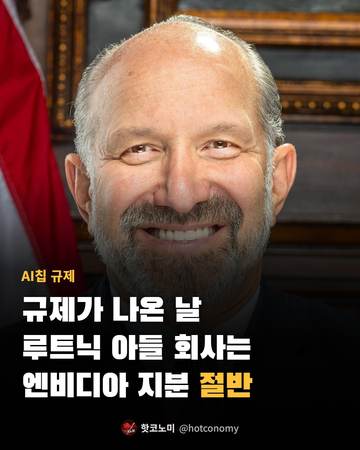 AI칩 규제
규제가 나온 날
루트닉 아들 회사는
엔비디아 지분 절반
핫코노미 @hotconomy